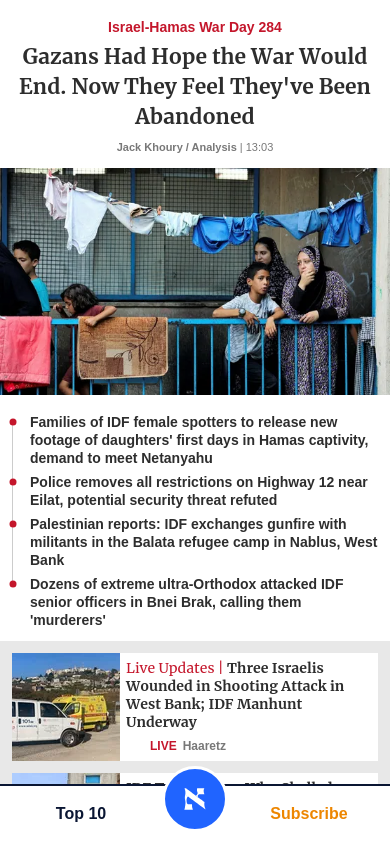 Israel-Hamas War Day 284
Gazans Had Hope the War Would
End. Now They Feel They've Been
Abandoned
Jack Khoury / Analysis | 13:03
Families of IDF female spotters to release new
footage of daughters' first days in Hamas captivity,
demand to meet Netanyahu
Police removes all restrictions on Highway 12 near
Eilat, potential security threat refuted
Palestinian reports: IDF exchanges gunfire with
militants in the Balata refugee camp in Nablus, West
Bank
Dozens of extreme ultra-Orthodox attacked IDF
senior officers in Bnei Brak, calling them
'murderers'
Live Updates | Three Israelis
Wounded in Shooting Attack in
West Bank; IDF Manhunt
Underway
LIVE Haaretz
Top 10
Subscribe